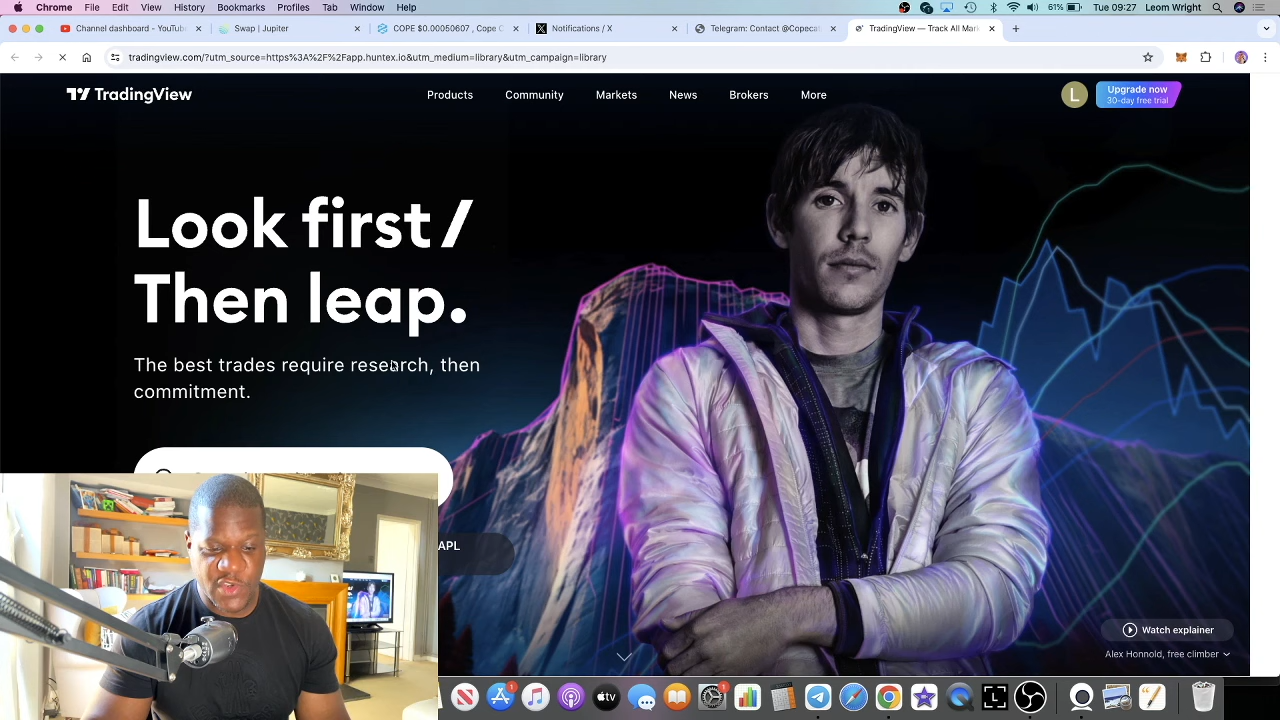 Chrome File Edit View History Bookmarks Profiles Tab Window Help 61% Tue 09:27 Leom Wright
Channel dashboard - YouTube Swap | Jupiter COPE $0.00050607 , Cope C Notifications / X Telegram: Contact @Copecat TradingView — Track All Mark
tradingview.com/?utm_source=https%3A%2F%2Fapp.huntex.io&utm_medium=library&utm_campaign=library
TradingView Products Community Markets News Brokers More L Upgrade now
30-day free trial
Look first /
Then leap.
The best trades require research, then
commitment.
APL
Watch explainer
Alex Honnold, free climber
tv